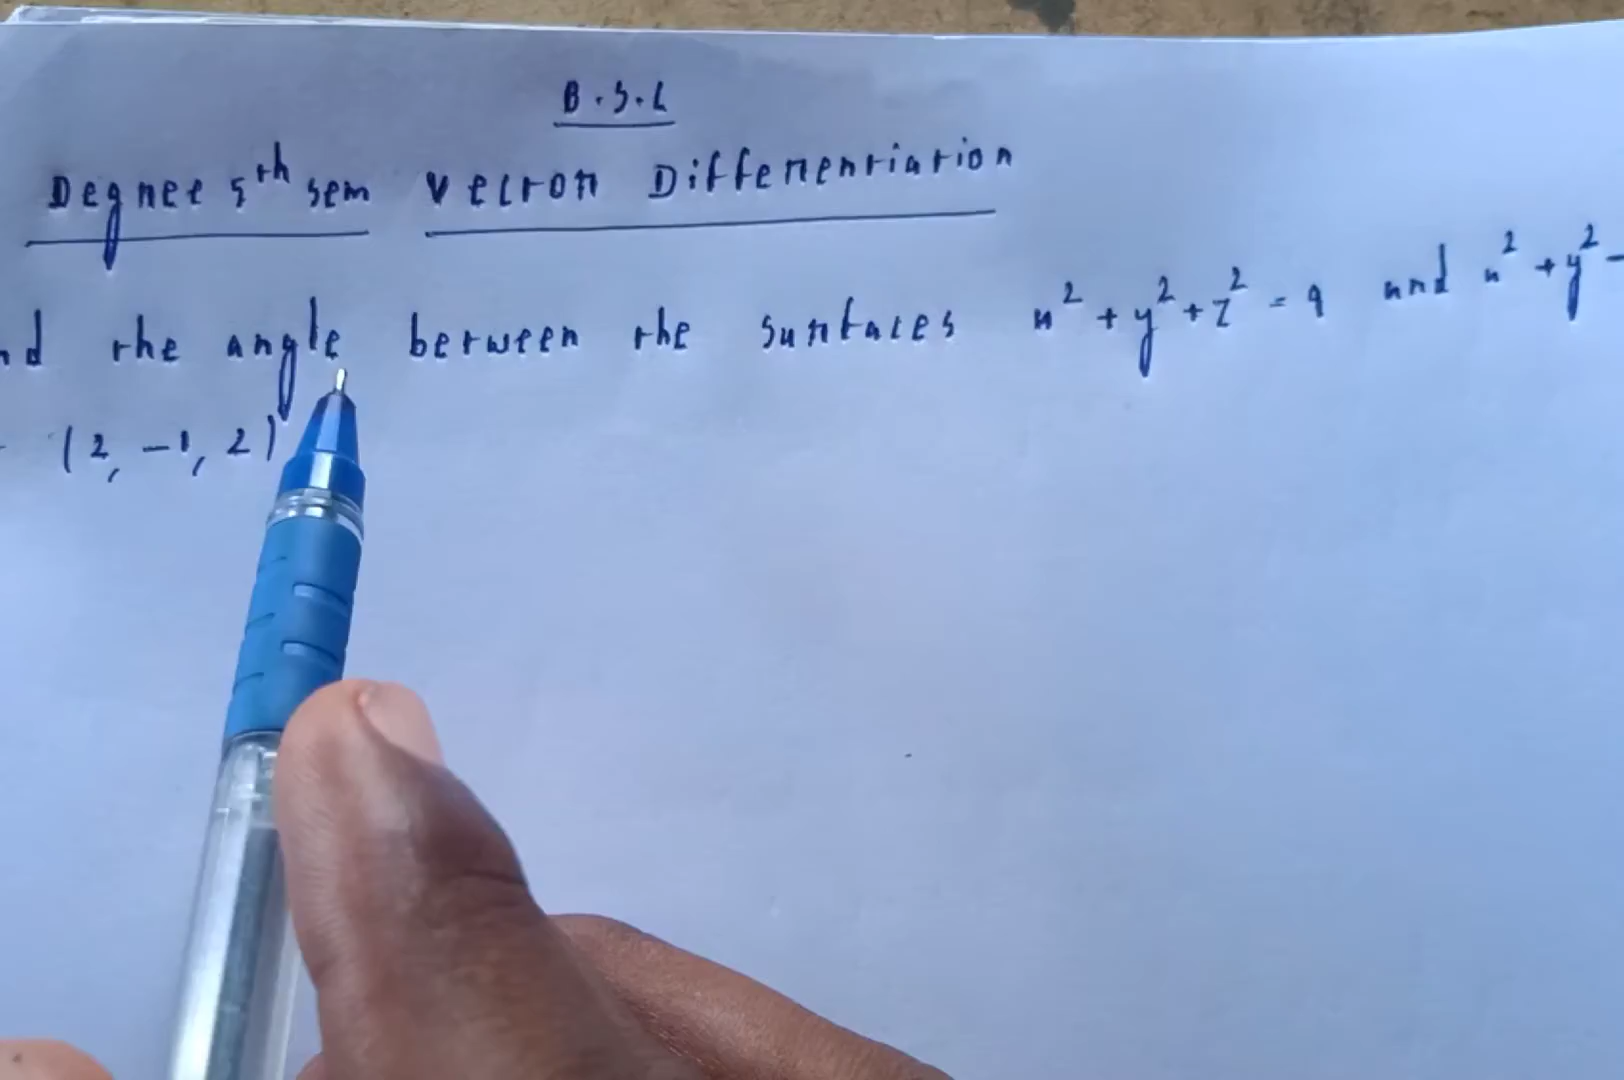 B.S.C
Degree 5th sem Vector Differentiation
nd the angle between the surfaces x² + y² + z² = 9 and x² + y² -
(2, -1, 2)